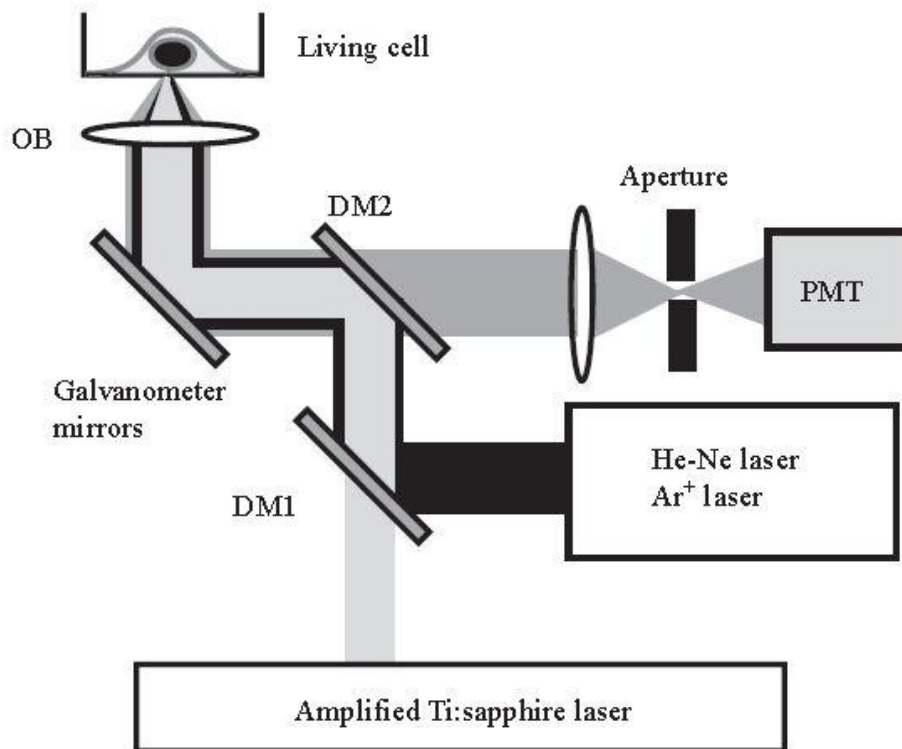 Living cell
OB
Aperture
DM2
PMT
Galvanometer
mirrors
He-Ne laser
Ar⁺ laser
DM1
Amplified Ti:sapphire laser